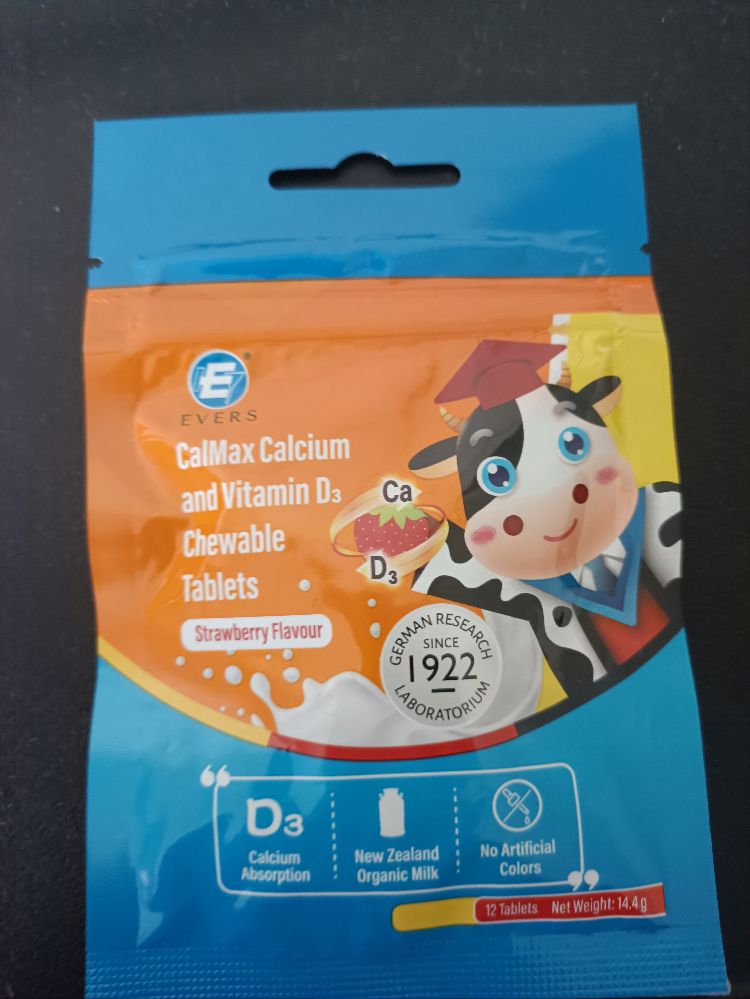 E
®
EVERS
CalMax Calcium
and Vitamin D₃
Chewable
Tablets
Strawberry Flavour
Ca
D₃
GERMAN RESEARCH
SINCE
1922
LABORATORIUM
D₃
Calcium
Absorption
New Zealand
Organic Milk
No Artificial
Colors
12 Tablets Net Weight: 14.4g